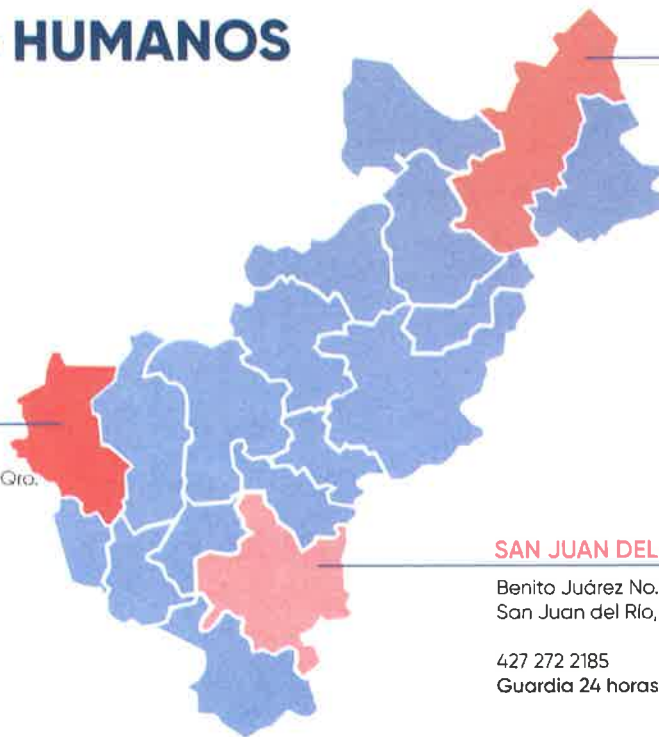 HUMANOS
Qro.
SAN JUAN DEL
Benito Juárez No.
San Juan del Río,
427 272 2185
Guardia 24 horas